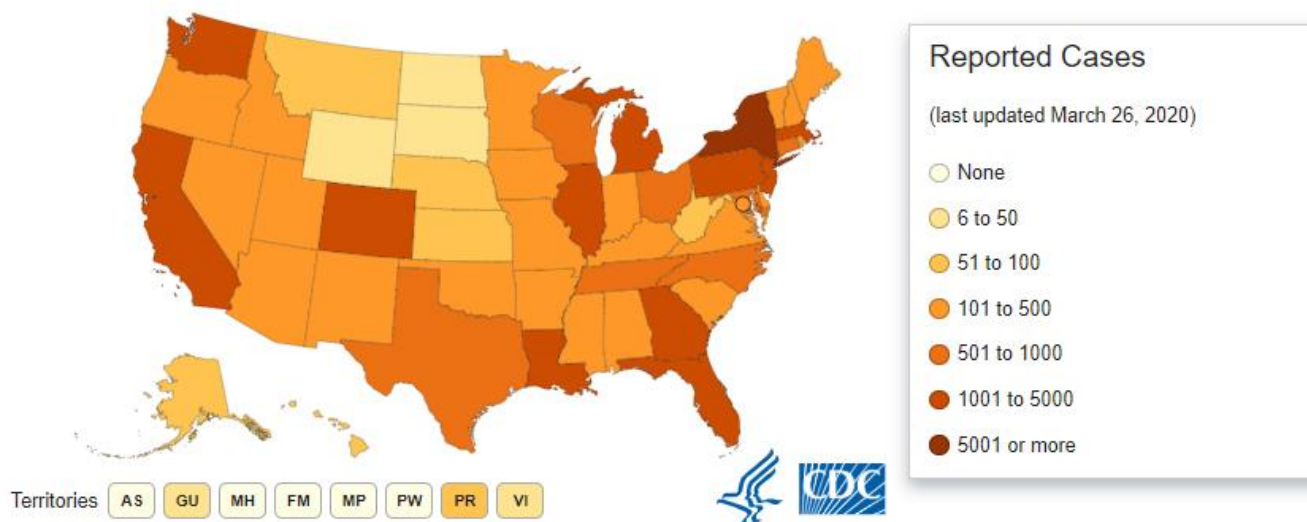 Reported Cases
(last updated March 26, 2020)
None
6 to 50
51 to 100
101 to 500
501 to 1000
1001 to 5000
5001 or more
Territories AS GU MH FM MP PW PR VI
CDC